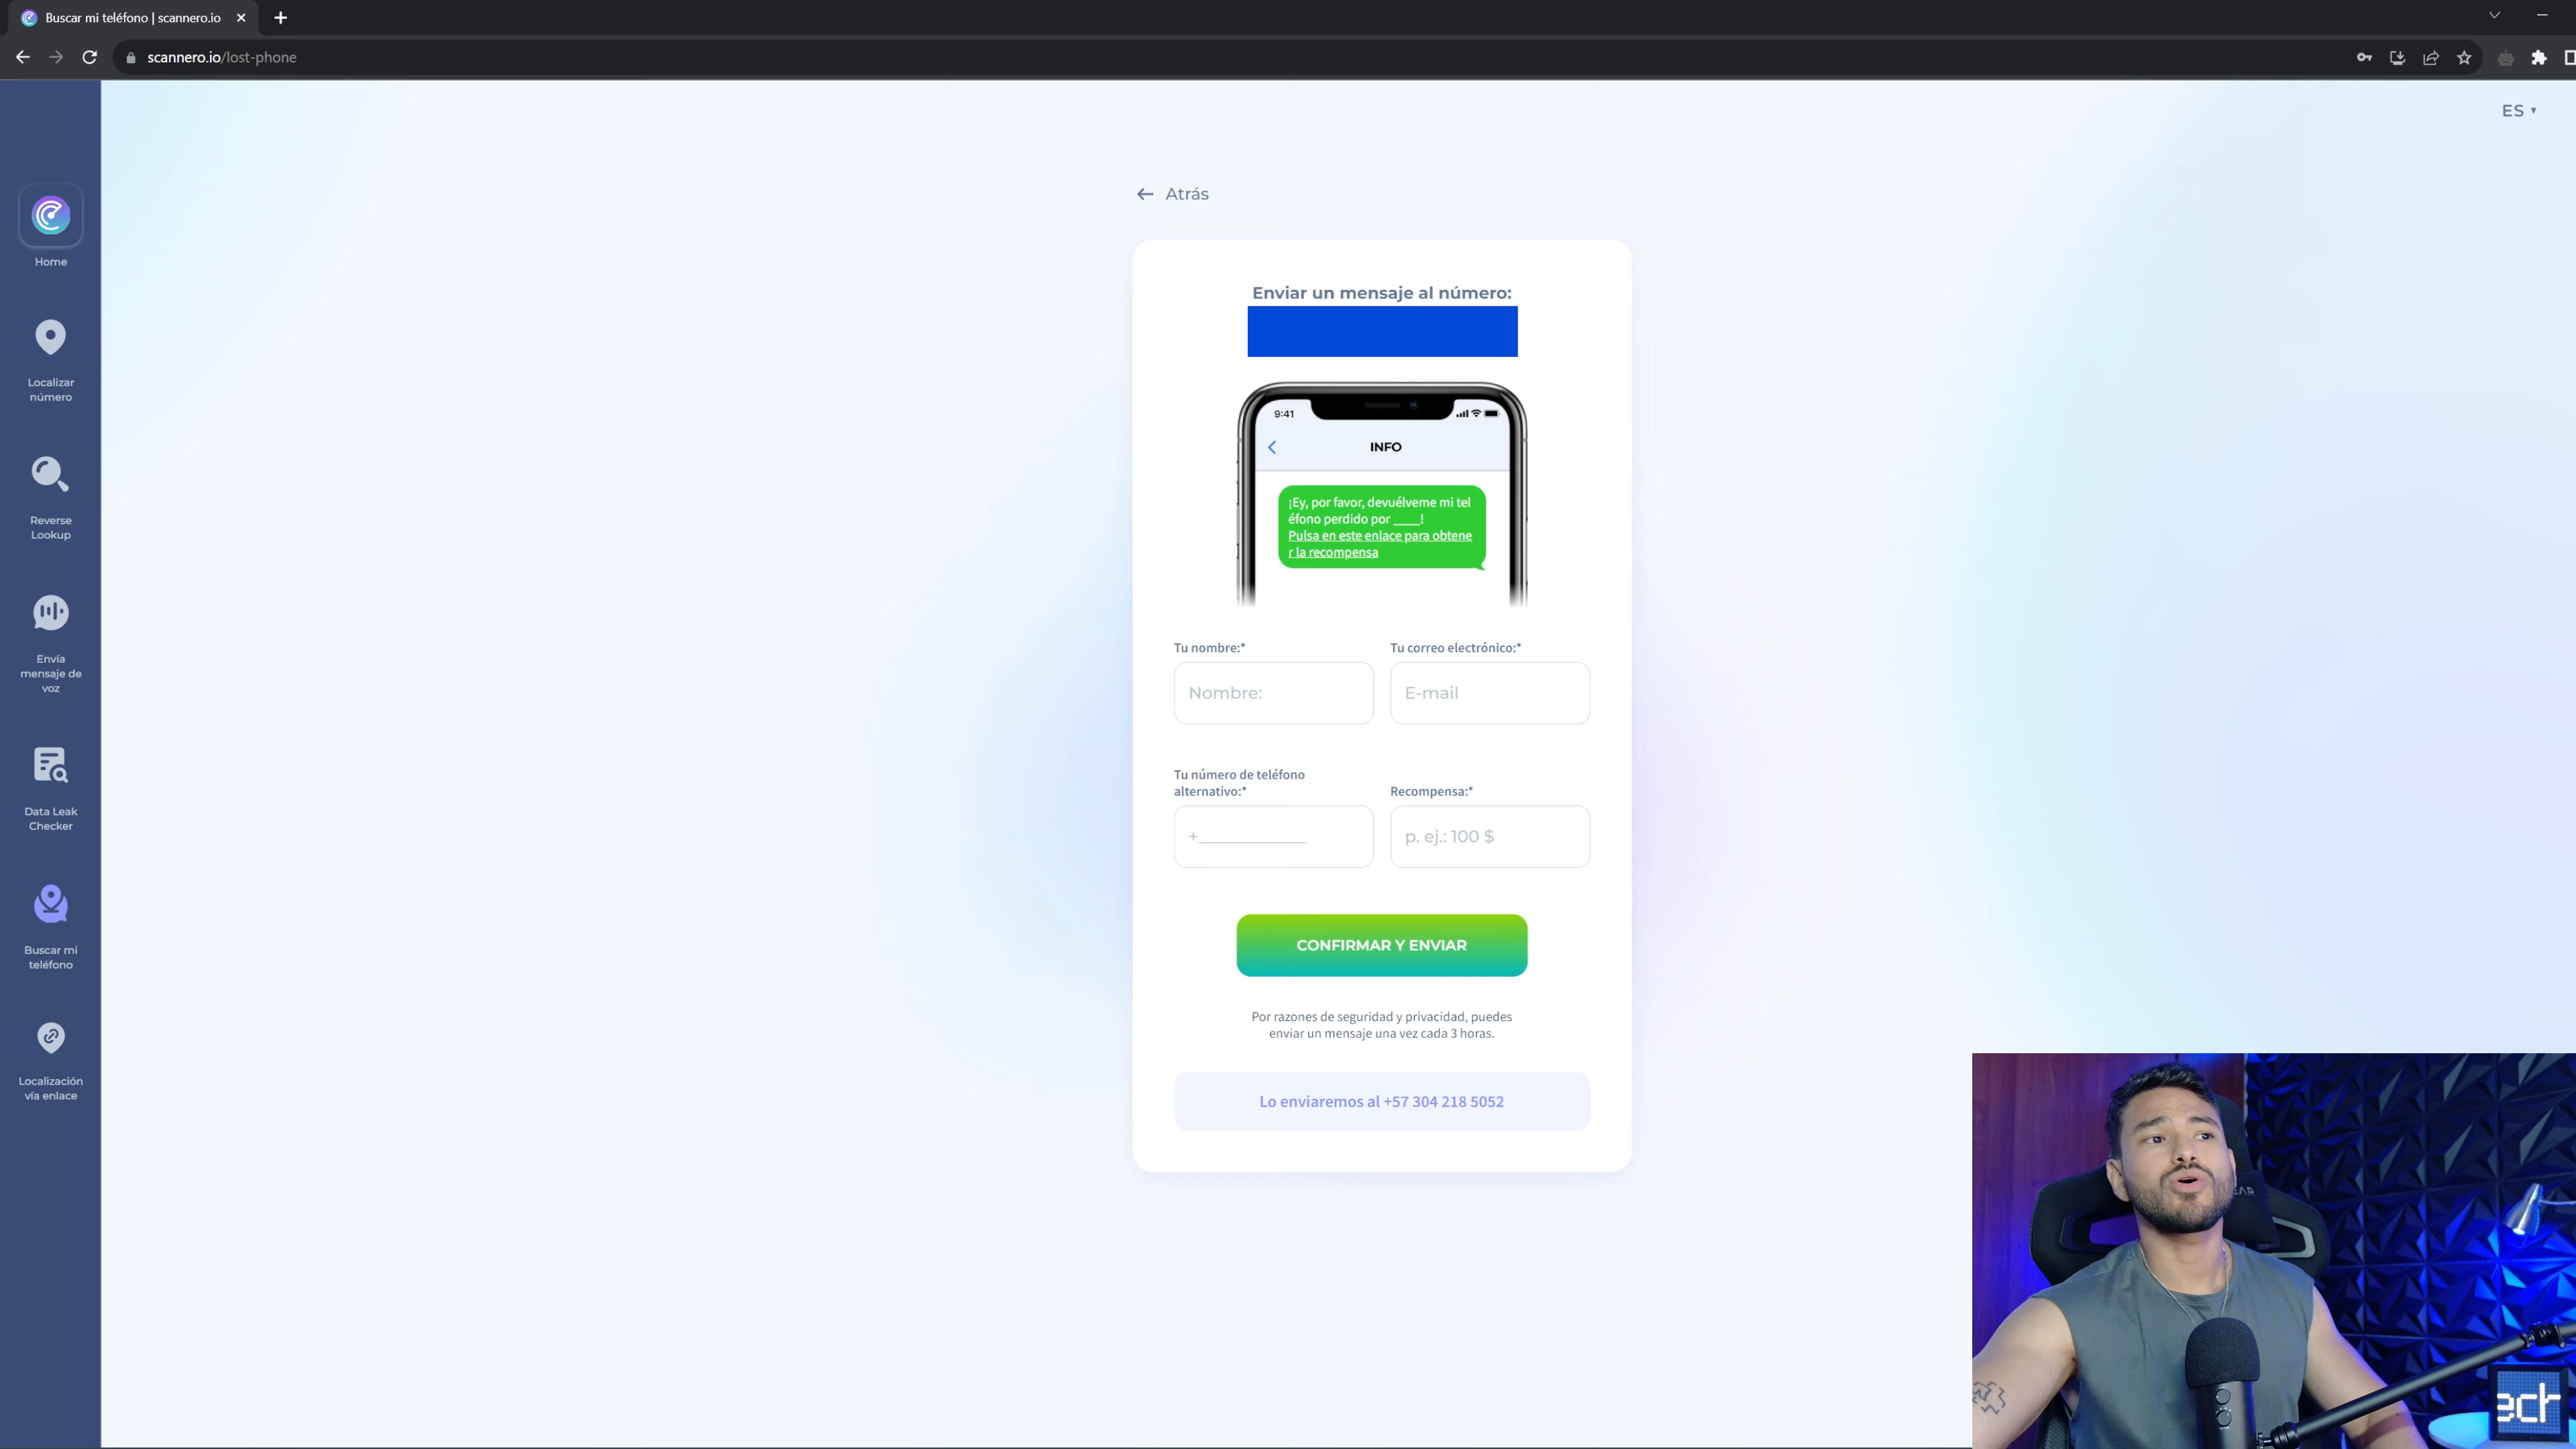 Buscar mi teléfono | scannero.io
scannero.io/lost-phone
ES
Home
Localizar
número
Reverse
Lookup
Envía
mensaje de
voz
Data Leak
Checker
Buscar mi
teléfono
Localización
vía enlace
Atrás
Enviar un mensaje al número:
9:41
INFO
¡Ey, por favor, devuélveme mi tel
éfono perdido por ____!
Pulsa en este enlace para obtene
r la recompensa
Tu nombre:*
Tu correo electrónico:*
Nombre:
E-mail
Tu número de teléfono
alternativo:*
Recompensa:*
+____________
p. ej.: 100 $
CONFIRMAR Y ENVIAR
Por razones de seguridad y privacidad, puedes
enviar un mensaje una vez cada 3 horas.
Lo enviaremos al +57 304 218 5052